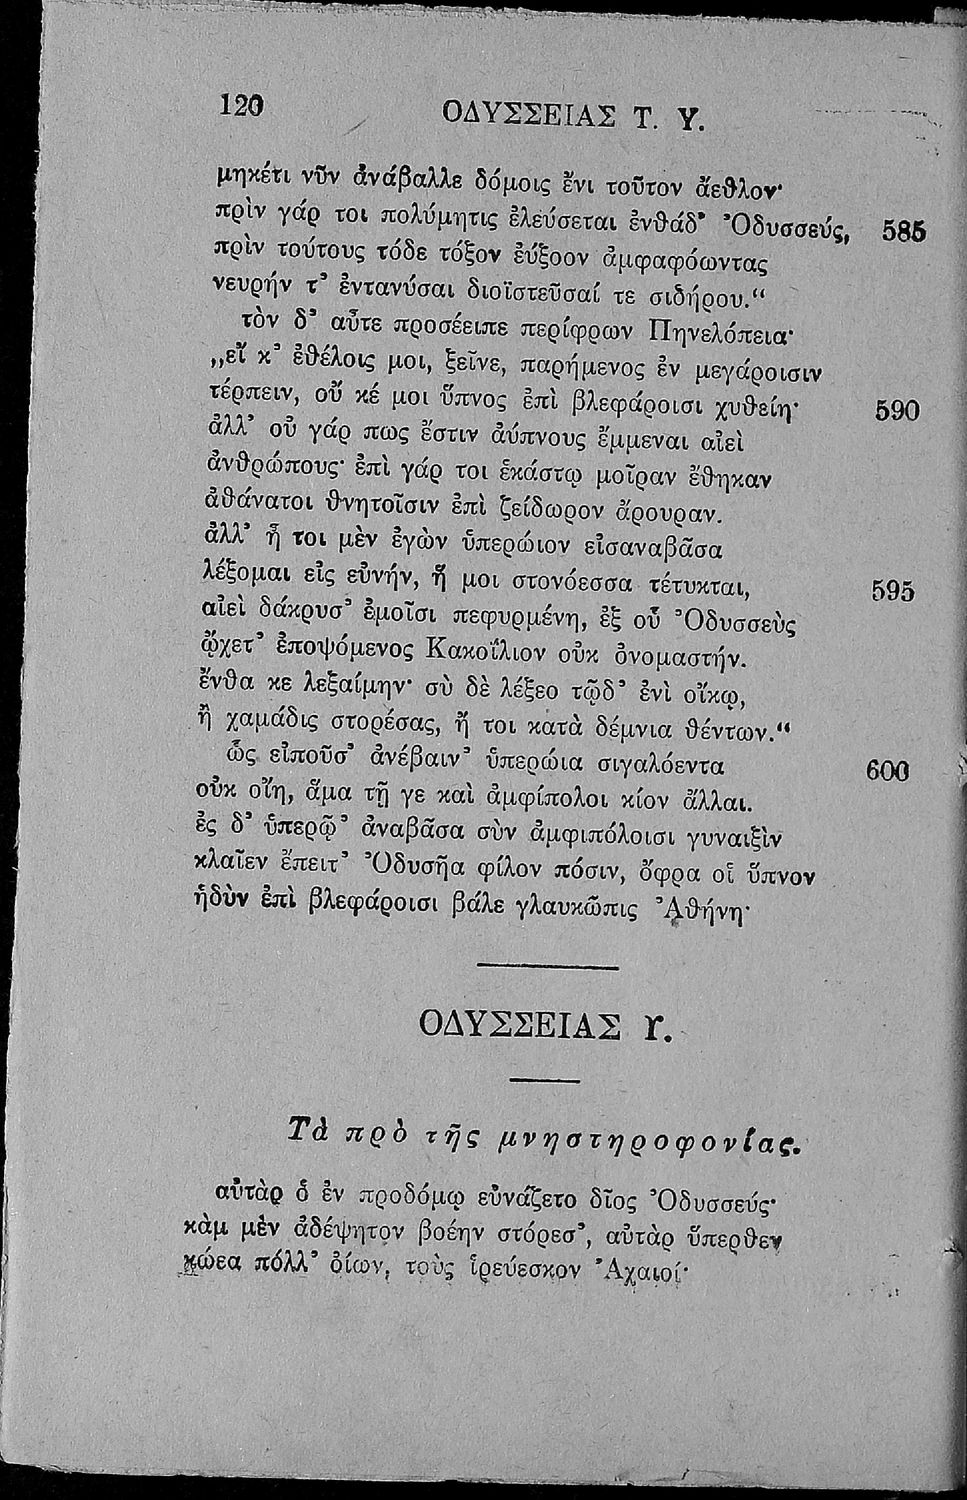 120 ΟΔΥΣΣΕΙΑΣ Τ. Υ.
μηκέτι νῦν ἀνάβαλλε δόμοις ἔνι τοῦτον ἄεθλον·
πρὶν γάρ τοι πολύμητις ἐλεύσεται ἐνθάδ᾽ Ὀδυσσεύς, 585
πρὶν τούτους τόδε τόξον ἐύξοον ἀμφαφόωντας
νευρήν τ᾽ ἐντανύσαι διοϊστεῦσαί τε σιδήρου.“
τὸν δ᾽ αὖτε προσέειπε περίφρων Πηνελόπεια·
„εἴ κ᾽ ἐθέλοις μοι, ξεῖνε, παρήμενος ἐν μεγάροισιν
τέρπειν, οὔ κέ μοι ὕπνος ἐπὶ βλεφάροισι χυθείη· 590
ἀλλ᾽ οὐ γάρ πως ἔστιν ἀύπνους ἔμμεναι αἰεὶ
ἀνθρώπους· ἐπὶ γάρ τοι ἑκάστῳ μοῖραν ἔθηκαν
ἀθάνατοι θνητοῖσιν ἐπὶ ζείδωρον ἄρουραν.
ἀλλ᾽ ἦ τοι μὲν ἐγὼν ὑπερώιον εἰσαναβᾶσα
λέξομαι εἰς εὐνήν, ἥ μοι στονόεσσα τέτυκται, 595
αἰεὶ δάκρυσ᾽ ἐμοῖσι πεφυρμένη, ἐξ οὗ Ὀδυσσεὺς
ᾤχετ᾽ ἐποψόμενος Κακοΐλιον οὐκ ὀνομαστήν.
ἔνθα κε λεξαίμην· σὺ δὲ λέξεο τῷδ᾽ ἐνὶ οἴκῳ,
ἢ χαμάδις στορέσας, ἤ τοι κατὰ δέμνια θέντων.“
ὣς εἰποῦσ᾽ ἀνέβαιν᾽ ὑπερώια σιγαλόεντα 600
οὐκ οἴη, ἅμα τῇ γε καὶ ἀμφίπολοι κίον ἄλλαι.
ἐς δ᾽ ὑπερῷ᾽ ἀναβᾶσα σὺν ἀμφιπόλοισι γυναιξὶν
κλαῖεν ἔπειτ᾽ Ὀδυσῆα φίλον πόσιν, ὄφρα οἱ ὕπνον
ἡδὺν ἐπὶ βλεφάροισι βάλε γλαυκῶπις Ἀθήνη·
ΟΔΥΣΣΕΙΑΣ Υ.
Τὰ πρὸ τῆς μνηστηροφονίας.
αὐτὰρ ὁ ἐν προδόμῳ εὐνάζετο δῖος Ὀδυσσεύς·
κὰμ μὲν ἀδέψητον βοέην στόρεσ᾽, αὐτὰρ ὕπερθεν
κώεα πόλλ᾽ ὀίων, τοὺς ἱρεύεσκον Ἀχαιοί·